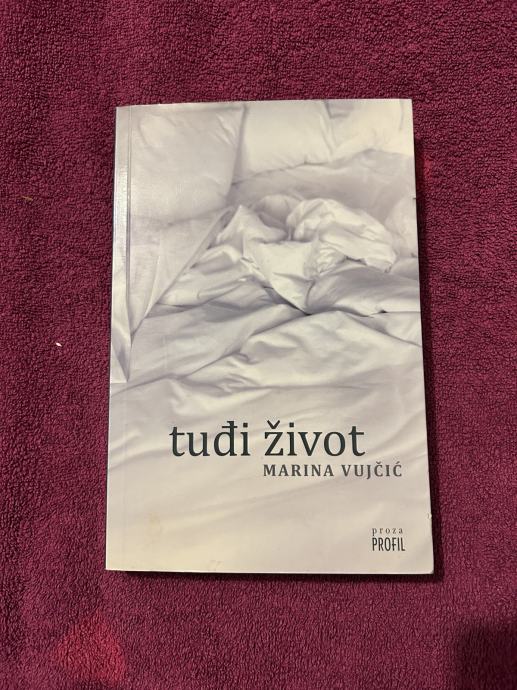 tuđi život
MARINA VUJČIĆ
proza
PROFIL